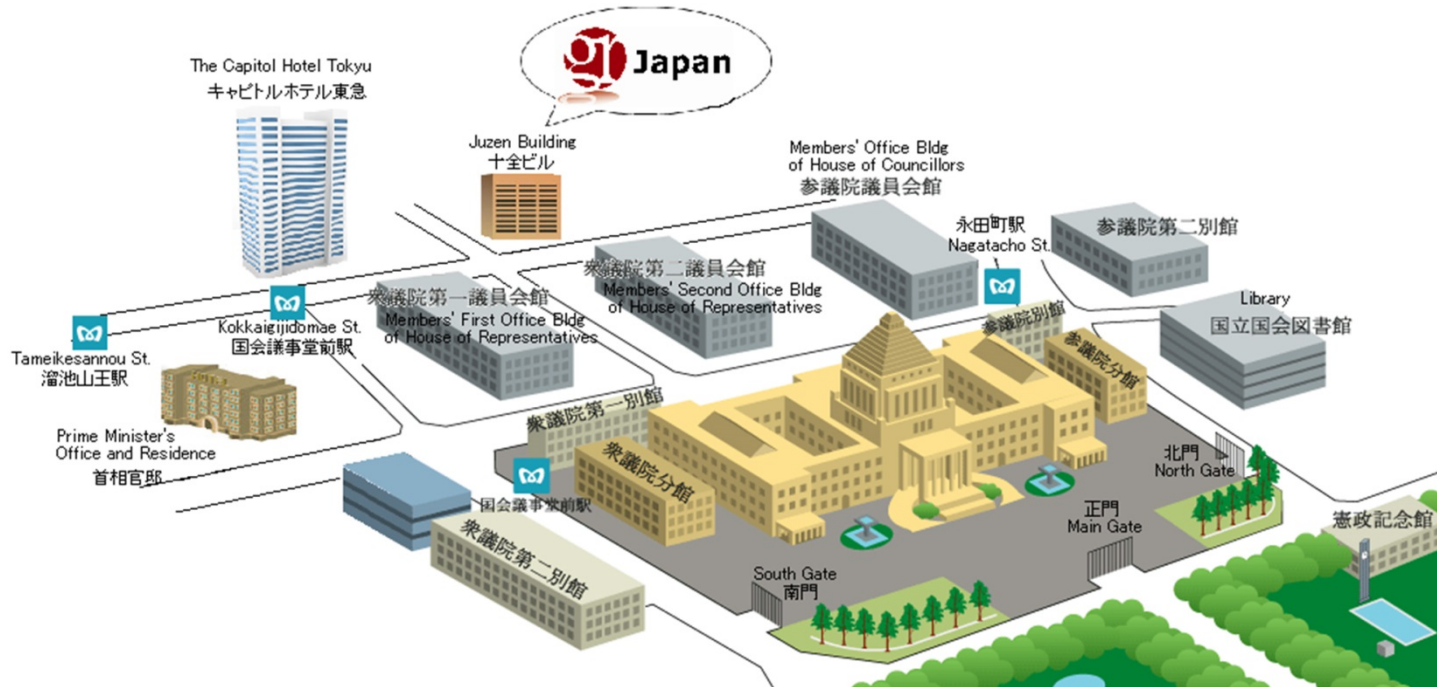 The Capitol Hotel Tokyu
キャピトルホテル東急
gl Japan
Juzen Building
十全ビル
Members' Office Bldg
of House of Councillors
参議院議員会館
永田町駅
Nagatacho St.
参議院第二別館
衆議院第二議員会館
Members' Second Office Bldg
of House of Representatives
衆議院第一議員会館
Members' First Office Bldg
of House of Representatives
Kokkaigijidomae St.
国会議事堂前駅
Tameikesannou St.
溜池山王駅
Library
国立国会図書館
参議院別館
参議院分館
Prime Minister's
Office and Residence
首相官邸
衆議院第一別館
衆議院分館
国会議事堂前駅
衆議院第二別館
北門
North Gate
正門
Main Gate
憲政記念館
South Gate
南門